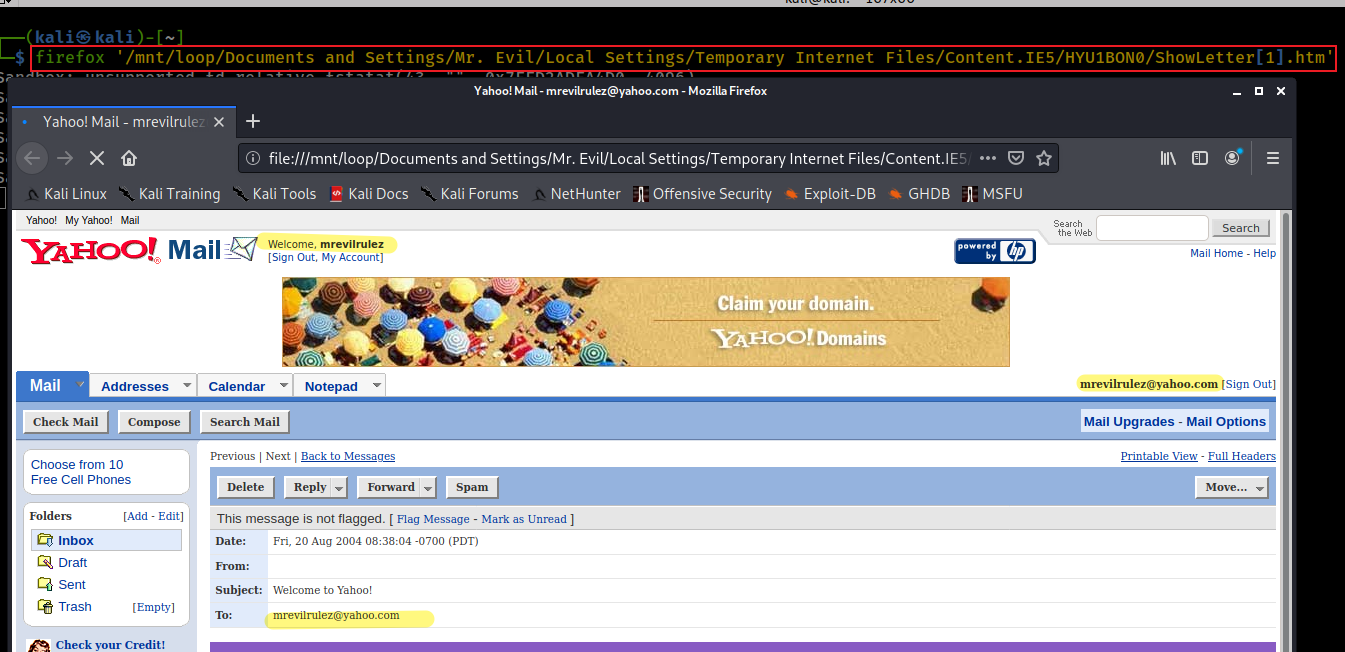 kali@kali: ~ 167x60
(kali㉿kali)-[~]
$ firefox '/mnt/loop/Documents and Settings/Mr. Evil/Local Settings/Temporary Internet Files/Content.IE5/HYU1BON0/ShowLetter[1].htm'
Yahoo! Mail - mrevilrulez@yahoo.com - Mozilla Firefox
Yahoo! Mail - mrevilrulez
file:///mnt/loop/Documents and Settings/Mr. Evil/Local Settings/Temporary Internet Files/Content.IE5/
Kali Linux Kali Training Kali Tools Kali Docs Kali Forums NetHunter Offensive Security Exploit-DB GHDB MSFU
Yahoo! My Yahoo! Mail
Search the Web Search
YAHOO! Mail
Welcome, mrevilrulez
[Sign Out, My Account]
powered by hp
Mail Home - Help
Claim your domain.
YAHOO! Domains
Mail Addresses Calendar Notepad
mrevilrulez@yahoo.com [Sign Out]
Check Mail Compose Search Mail
Mail Upgrades - Mail Options
Choose from 10
Free Cell Phones
Folders [Add - Edit]
Inbox
Draft
Sent
Trash [Empty]
Check your Credit!
Previous | Next | Back to Messages
Printable View - Full Headers
Delete Reply Forward Spam Move...
This message is not flagged. [ Flag Message - Mark as Unread ]
Date: Fri, 20 Aug 2004 08:38:04 -0700 (PDT)
From:
Subject: Welcome to Yahoo!
To: mrevilrulez@yahoo.com